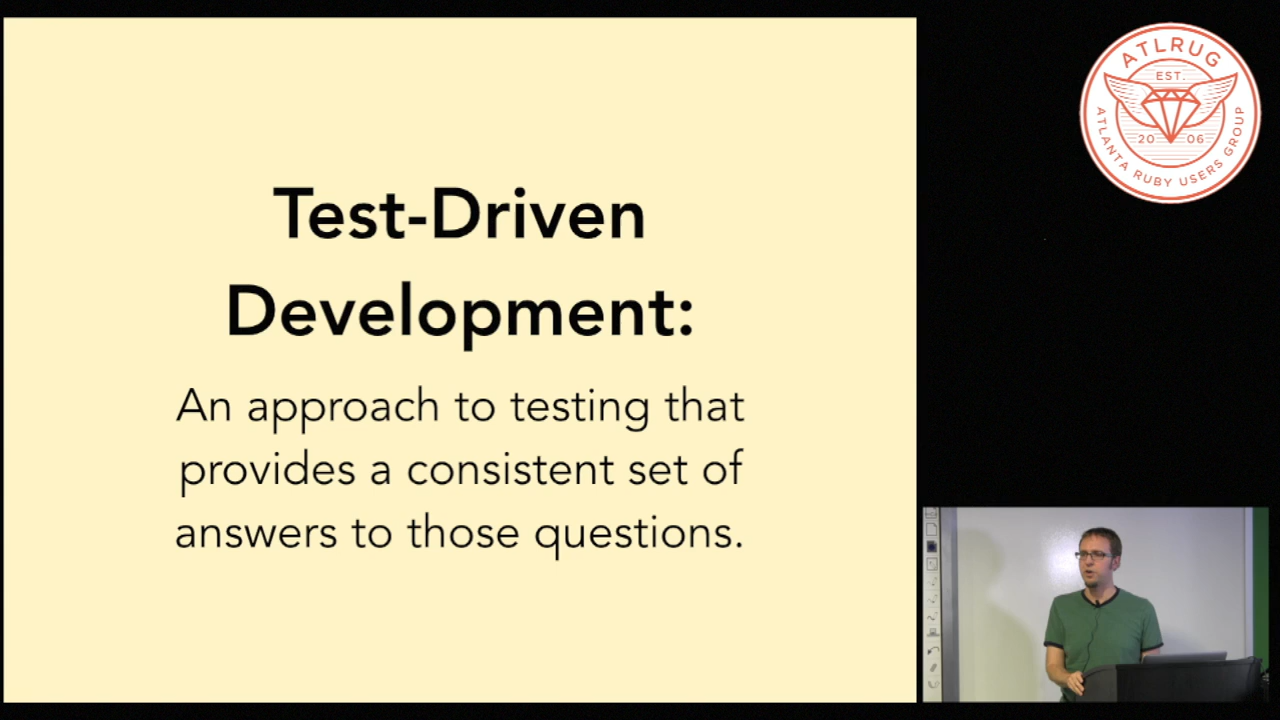 Test-Driven
Development:
An approach to testing that
provides a consistent set of
answers to those questions.
ATLRUG
EST.
20 06
ATLANTA RUBY USERS GROUP